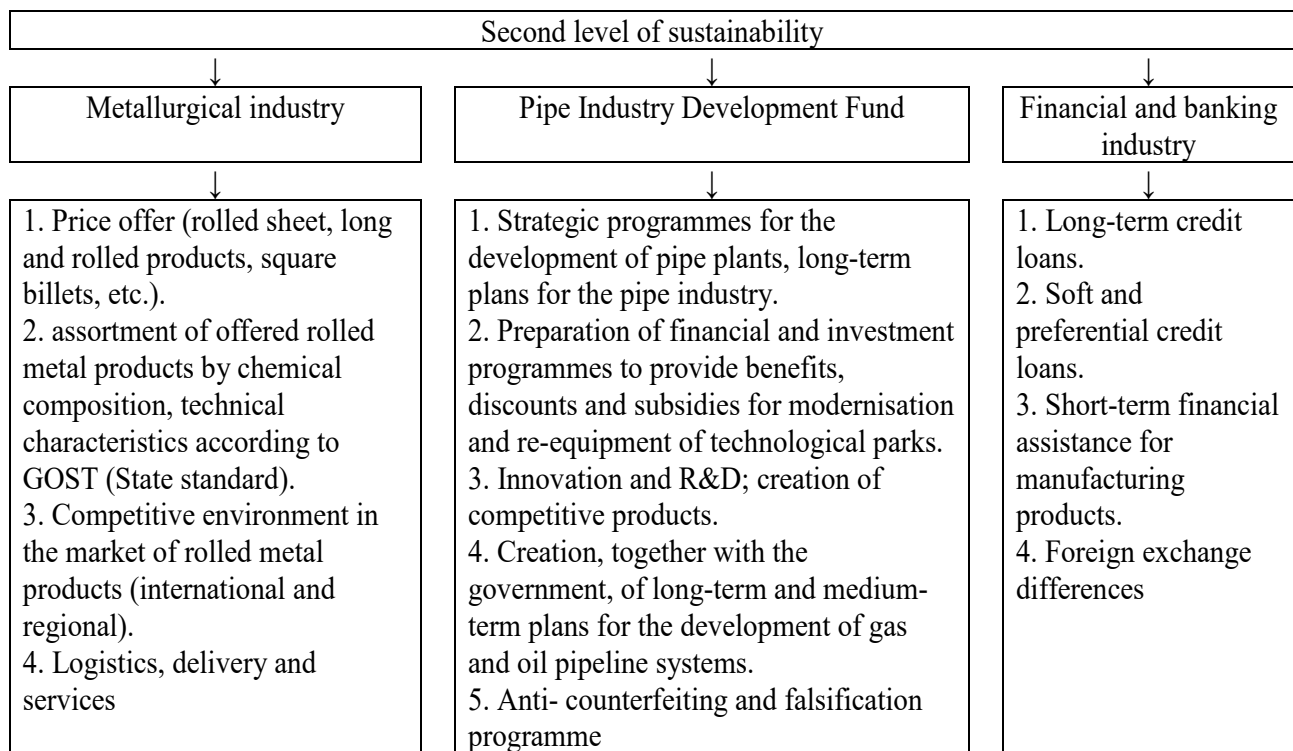 Second level of sustainability
↓ ↓ ↓
Metallurgical industry
Pipe Industry Development Fund
Financial and banking
industry
↓ ↓ ↓
1. Price offer (rolled sheet, long
and rolled products, square
billets, etc.).
2. assortment of offered rolled
metal products by chemical
composition, technical
characteristics according to
GOST (State standard).
3. Competitive environment in
the market of rolled metal
products (international and
regional).
4. Logistics, delivery and
services
1. Strategic programmes for the
development of pipe plants, long-term
plans for the pipe industry.
2. Preparation of financial and investment
programmes to provide benefits,
discounts and subsidies for modernisation
and re-equipment of technological parks.
3. Innovation and R&D; creation of
competitive products.
4. Creation, together with the
government, of long-term and medium-
term plans for the development of gas
and oil pipeline systems.
5. Anti- counterfeiting and falsification
programme
1. Long-term credit
loans.
2. Soft and
preferential credit
loans.
3. Short-term financial
assistance for
manufacturing
products.
4. Foreign exchange
differences